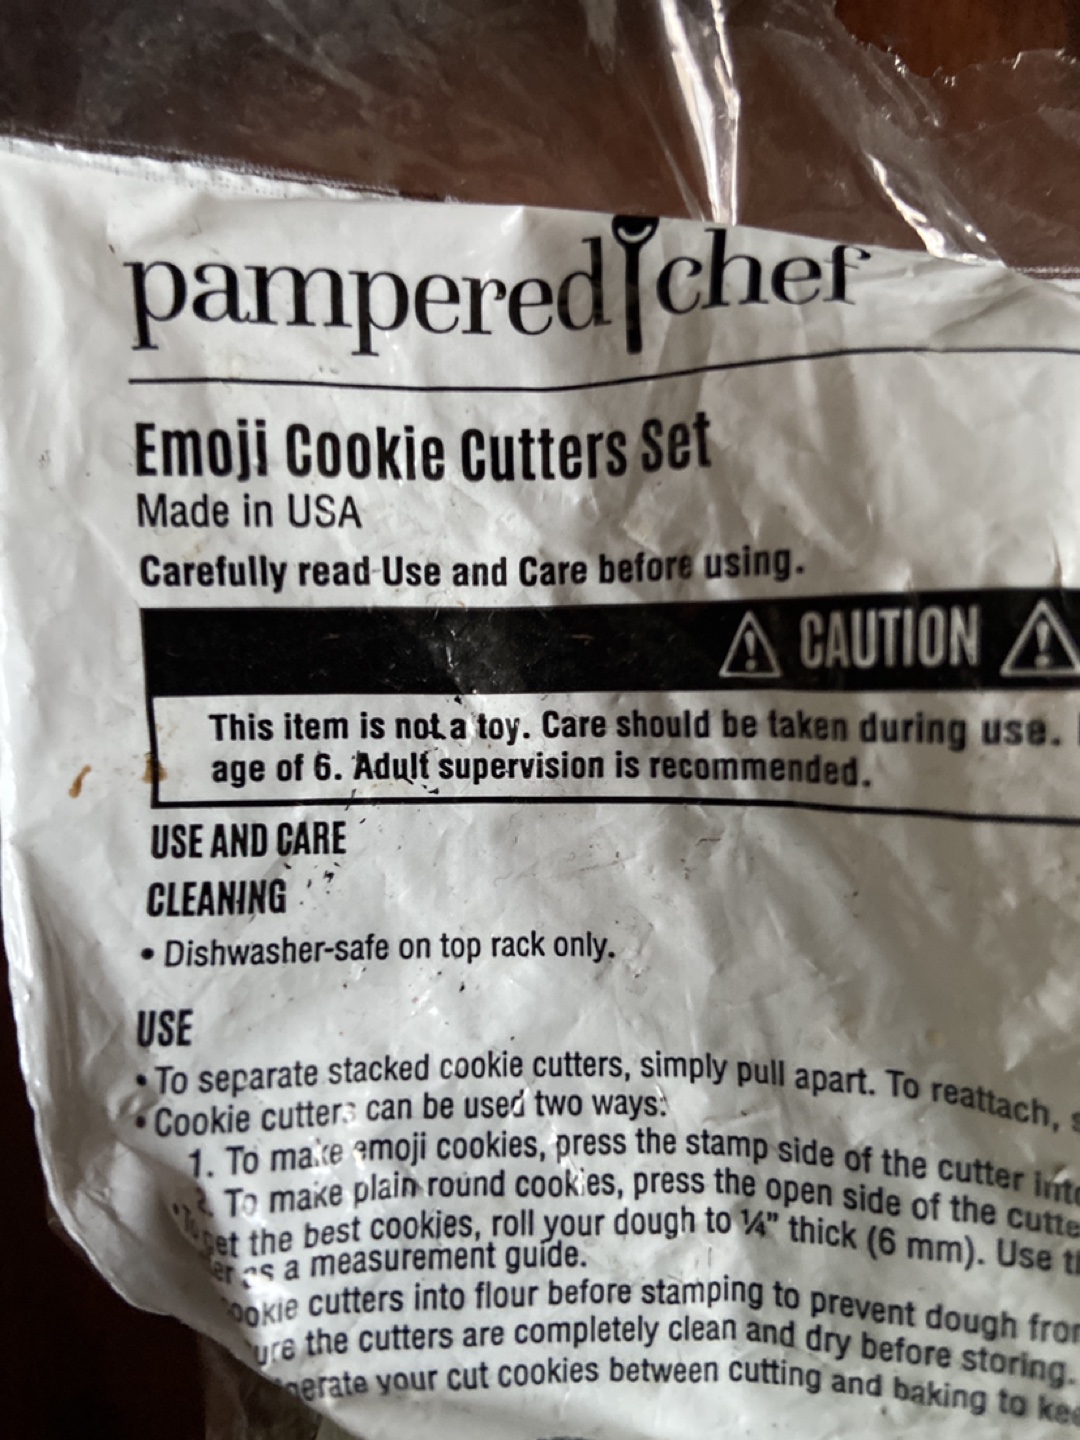 pampered chef
Emoji Cookie Cutters Set
Made in USA
Carefully read Use and Care before using.
CAUTION
This item is not a toy. Care should be taken during use.
age of 6. Adult supervision is recommended.
USE AND CARE
CLEANING
• Dishwasher-safe on top rack only.
USE
• To separate stacked cookie cutters, simply pull apart. To reattach,
• Cookie cutters can be used two ways:
1. To make emoji cookies, press the stamp side of the cutter into
2. To make plain round cookies, press the open side of the cutte
get the best cookies, roll your dough to ¼" thick (6 mm). Use
as a measurement guide.
cutters into flour before stamping to prevent dough
the cutters are completely clean and dry before storing.
your cut cookies between cutting and baking to